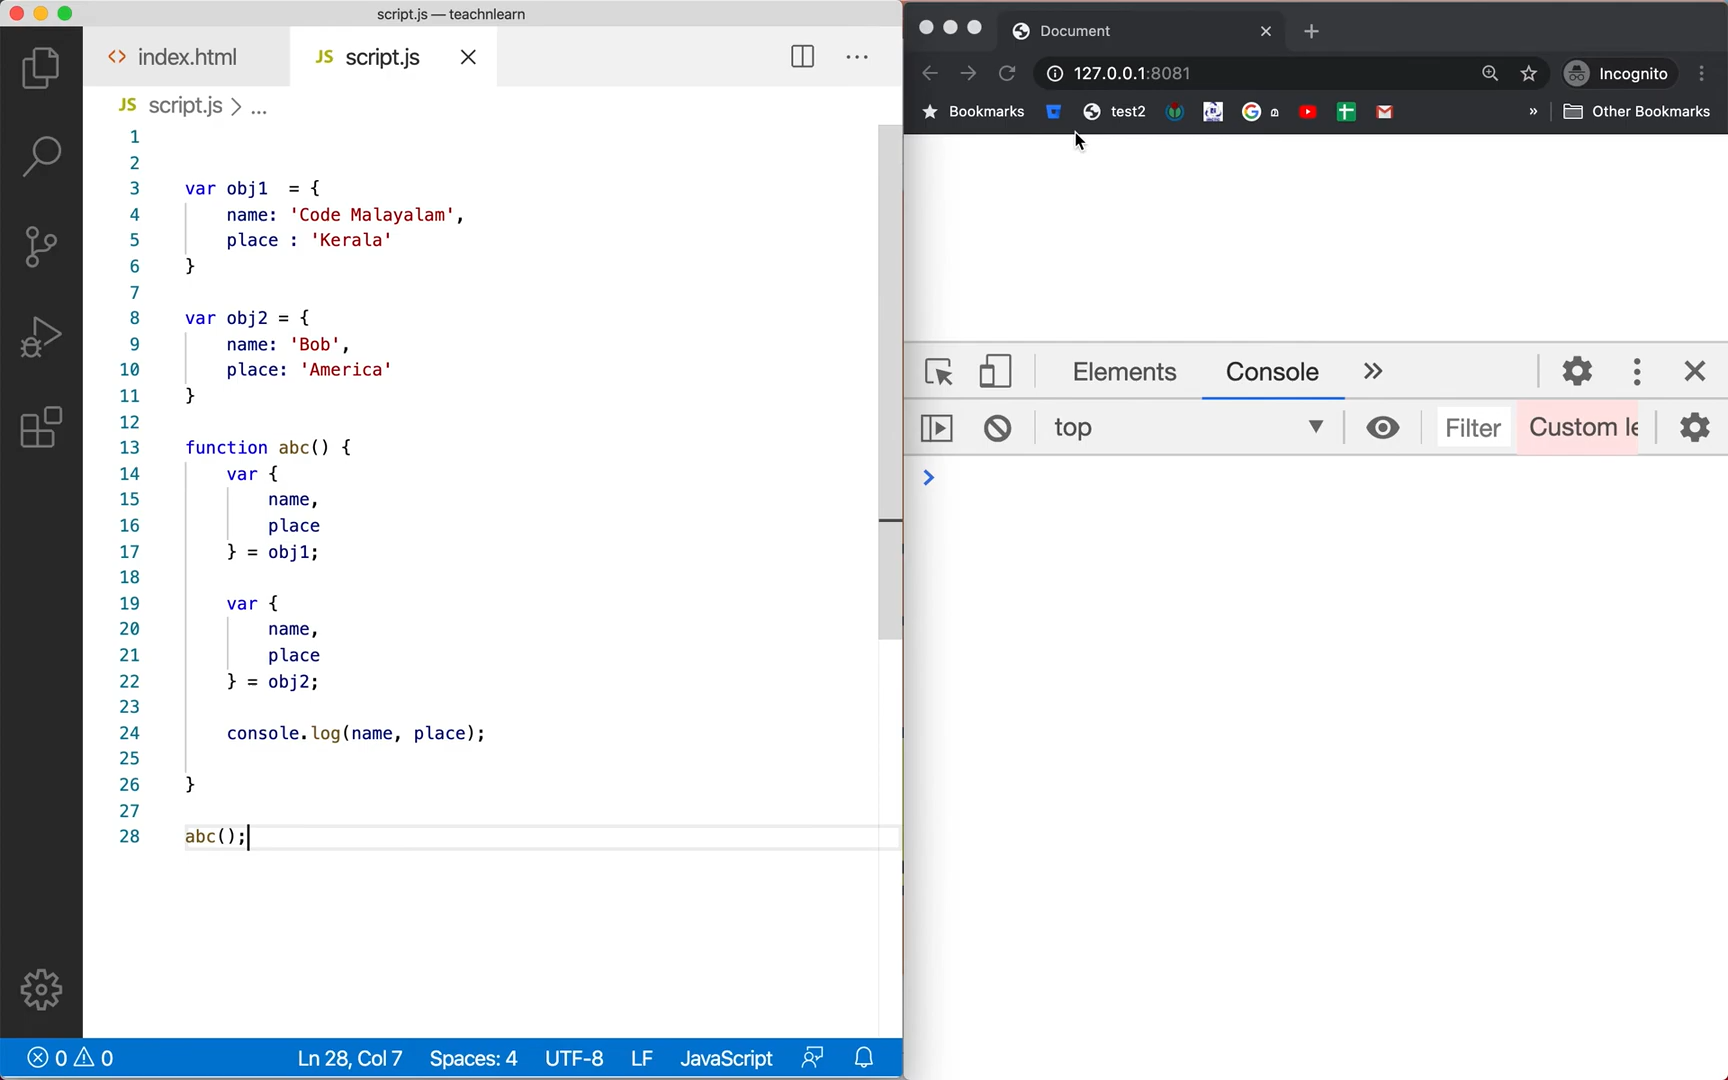 script.js — teachnlearn
index.html
JS script.js
JS script.js > ...
1
2
3 var obj1  = {
4 name: 'Code Malayalam',
5 place : 'Kerala'
6 }
7
8 var obj2 = {
9 name: 'Bob',
10 place: 'America'
11 }
12
13 function abc() {
14 var {
15 name,
16 place
17 } = obj1;
18
19 var {
20 name,
21 place
22 } = obj2;
23
24 console.log(name, place);
25
26 }
27
28 abc();
0 0 Ln 28, Col 7 Spaces: 4 UTF-8 LF JavaScript
Document
127.0.0.1:8081 Incognito
Bookmarks test2 » Other Bookmarks
Elements Console »
top Filter Custom le